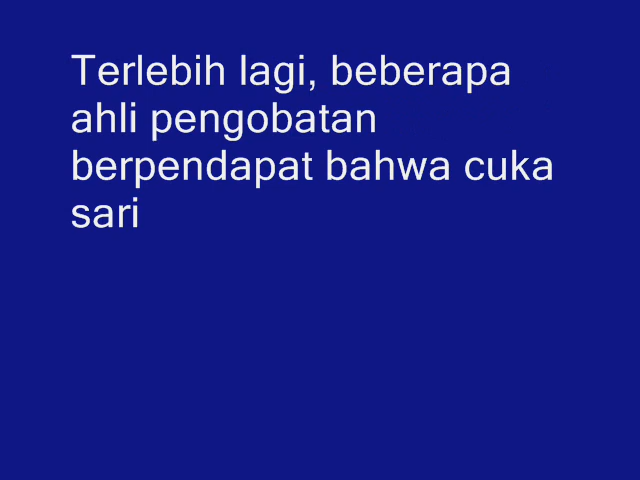 Terlebih lagi, beberapa
ahli pengobatan
berpendapat bahwa cuka
sari